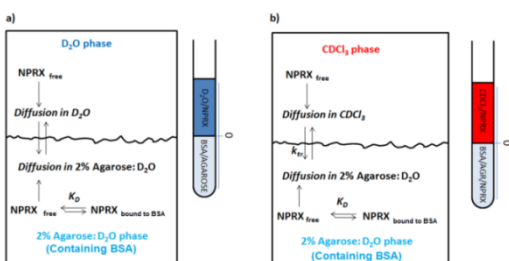 a)
D₂O phase
NPRX free
Diffusion in D₂O
Diffusion in 2% Agarose: D₂O
K_D
NPRX free
NPRX bound to BSA
2% Agarose: D₂O phase
(Containing BSA)
D₂O/NPRX
0
BSA/AGAROSE
b)
CDCl₃ phase
NPRX free
Diffusion in CDCl₃
k_tr
Diffusion in 2% Agarose: D₂O
K_D
NPRX free
NPRX bound to BSA
2% Agarose: D₂O phase
(Containing BSA)
CDCl₃/NPRX
0
BSA/AGR/NPRX